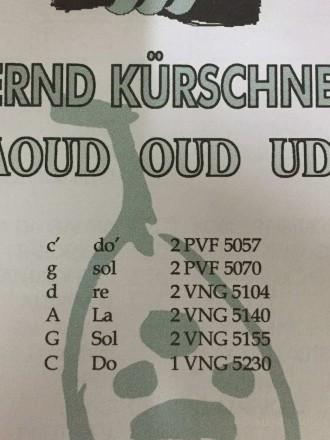 ERND KÜRSCHNE
AOUD OUD UD
c' do' 2 PVF 5057
g sol 2 PVF 5070
d re 2 VNG 5104
A La 2 VNG 5140
G Sol 2 VNG 5155
C Do 1 VNG 5230